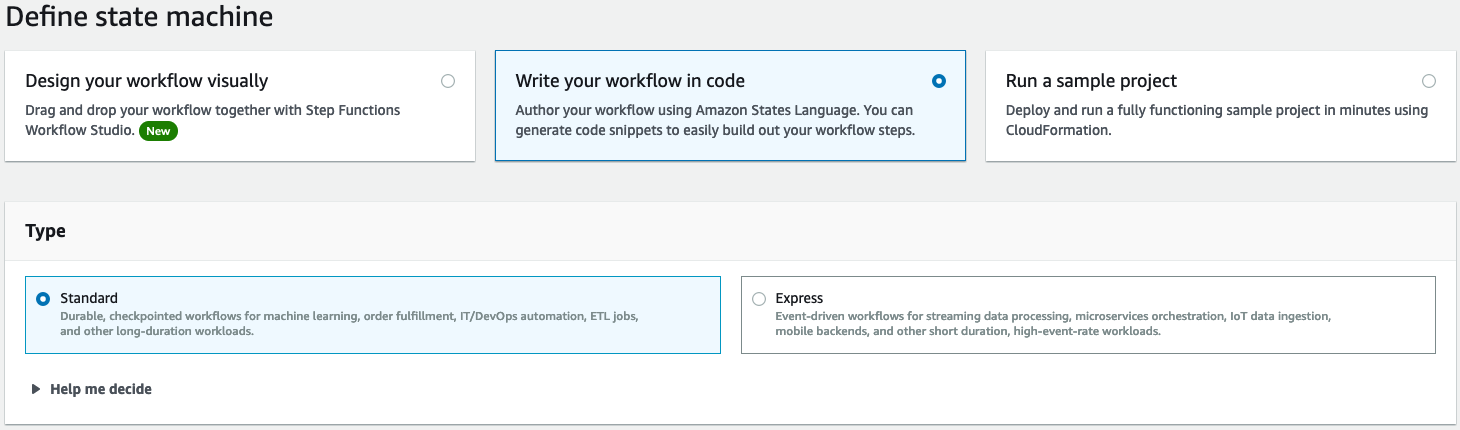 Define state machine
Design your workflow visually
Drag and drop your workflow together with Step Functions
Workflow Studio. New
Write your workflow in code
Author your workflow using Amazon States Language. You can
generate code snippets to easily build out your workflow steps.
Run a sample project
Deploy and run a fully functioning sample project in minutes using
CloudFormation.
Type
Standard
Durable, checkpointed workflows for machine learning, order fulfillment, IT/DevOps automation, ETL jobs,
and other long-duration workloads.
Express
Event-driven workflows for streaming data processing, microservices orchestration, IoT data ingestion,
mobile backends, and other short duration, high-event-rate workloads.
Help me decide